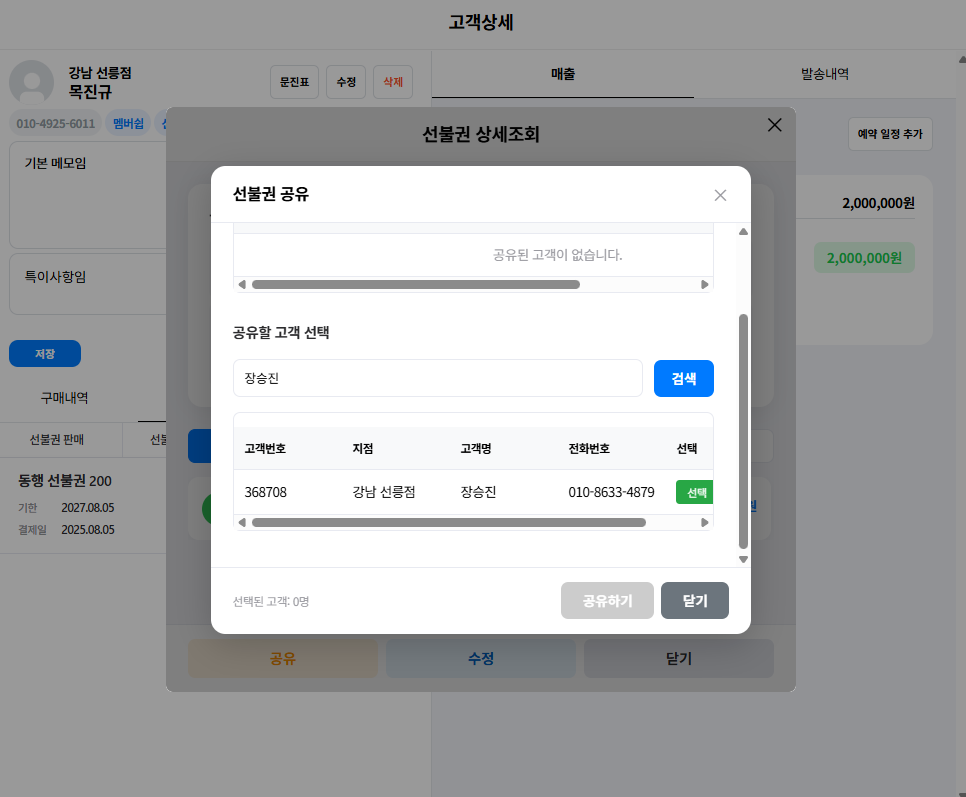 고객상세
강남 선릉점
목진규
문진표
수정
삭제
매출
발송내역
010-4925-6011
멤버쉽
기본 메모임
특이사항임
저장
구매내역
선불권 판매
동행 선불권 200
기한 2027.08.05
결제일 2025.08.05
예약 일정 추가
2,000,000원
2,000,000원
선불권 상세조회
선불권 공유
공유된 고객이 없습니다.
공유할 고객 선택
장승진
검색
고객번호 지점 고객명 전화번호 선택
368708 강남 선릉점 장승진 010-8633-4879 선택
선택된 고객: 0명
공유하기
닫기
공유
수정
닫기